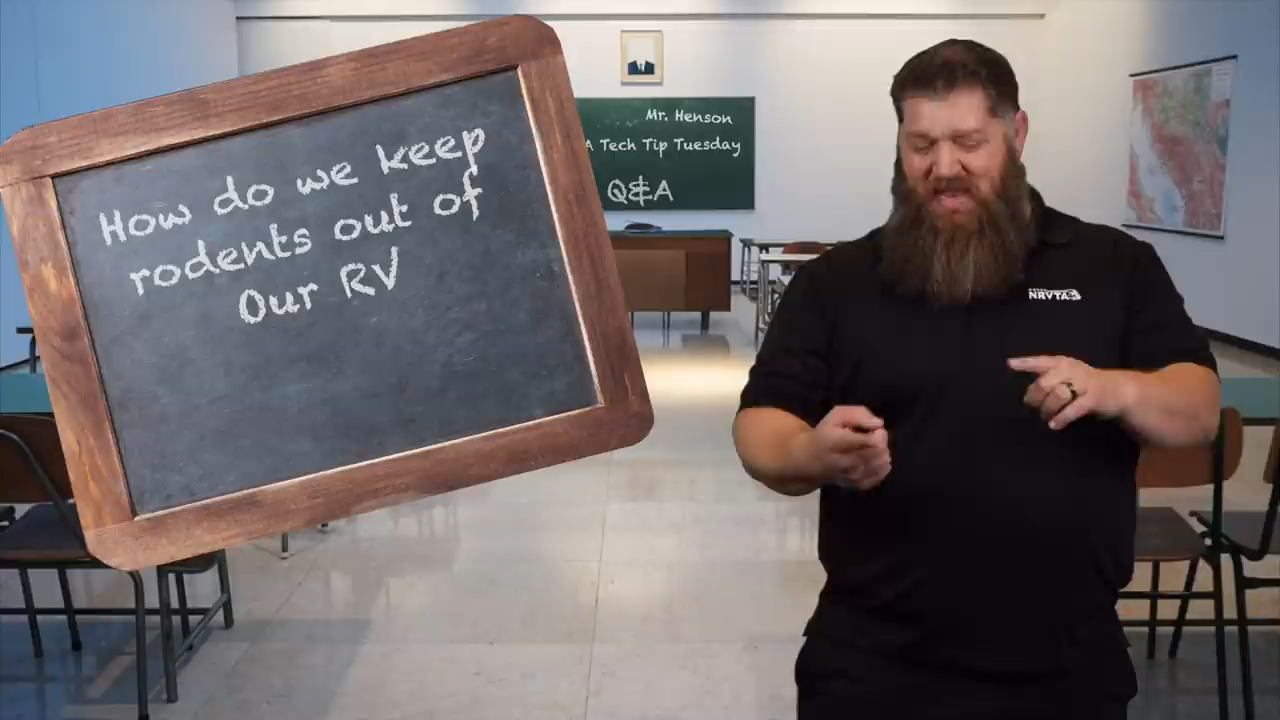 How do we keep
rodents out of
Our RV
Mr. Henson
A Tech Tip Tuesday
Q&A
NRVTA